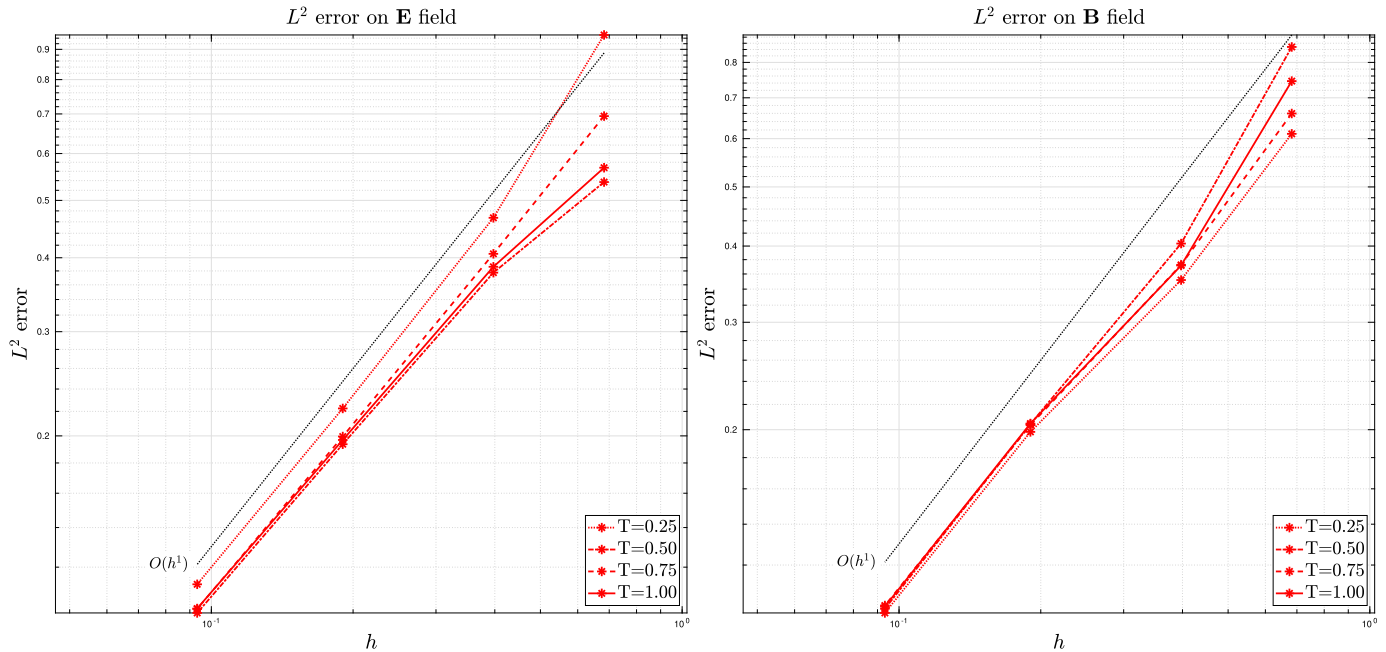 L² error on E field
0.9
0.8
0.7
0.6
0.5
0.4
0.3
0.2
L² error
O(h¹)
T=0.25
T=0.50
T=0.75
T=1.00
10⁻¹
10⁰
h
L² error on B field
0.8
0.7
0.6
0.5
0.4
0.3
0.2
L² error
O(h¹)
T=0.25
T=0.50
T=0.75
T=1.00
10⁻¹
10⁰
h